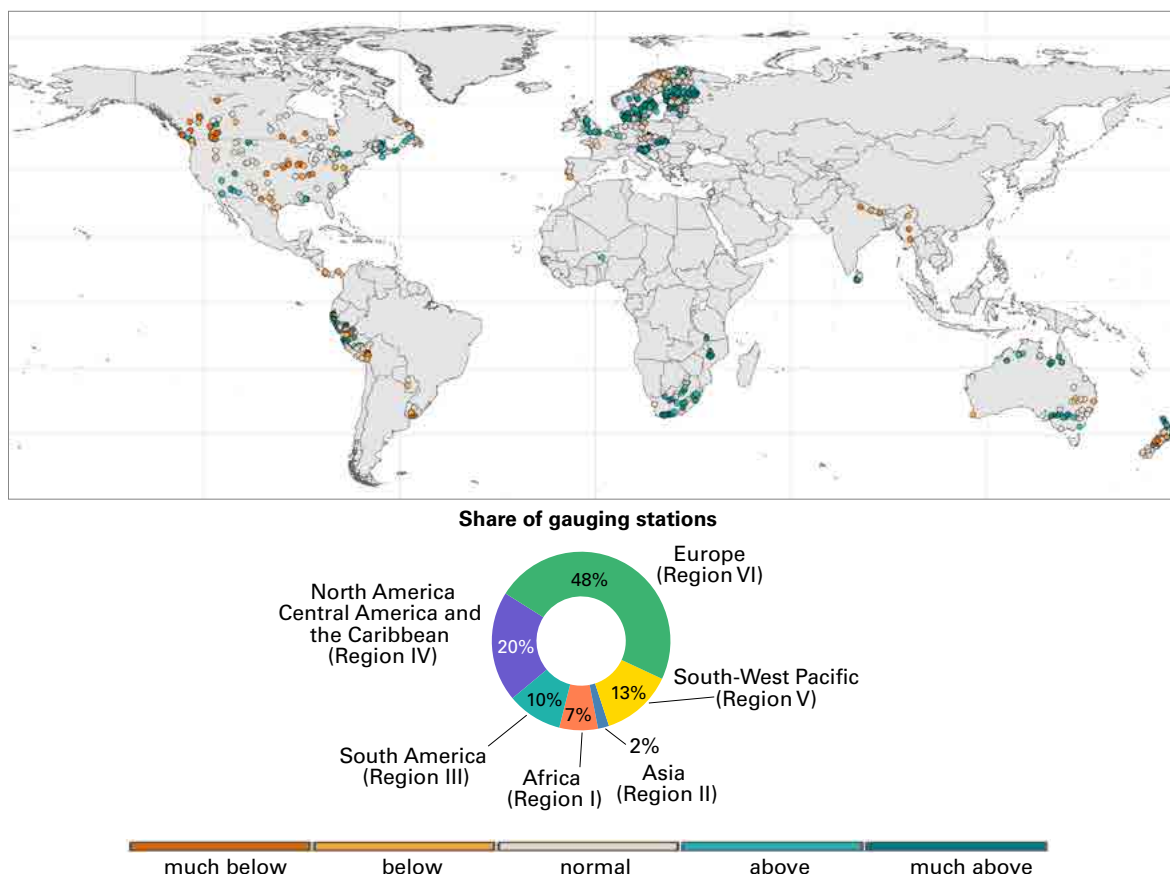 Share of gauging stations
Europe
(Region VI)
48%
North America
Central America and
the Caribbean
(Region IV)
20%
South-West Pacific
(Region V)
13%
10%
7%
2%
South America
(Region III)
Africa
(Region I)
Asia
(Region II)
much below
below
normal
above
much above